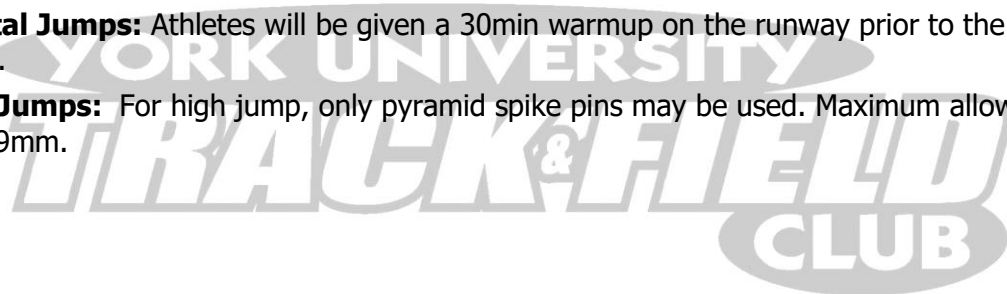 tal Jumps: Athletes will be given a 30min warmup on the runway prior to the
.
Jumps: For high jump, only pyramid spike pins may be used. Maximum allow
9mm.
YORK UNIVERSITY
TRACK & FIELD
CLUB